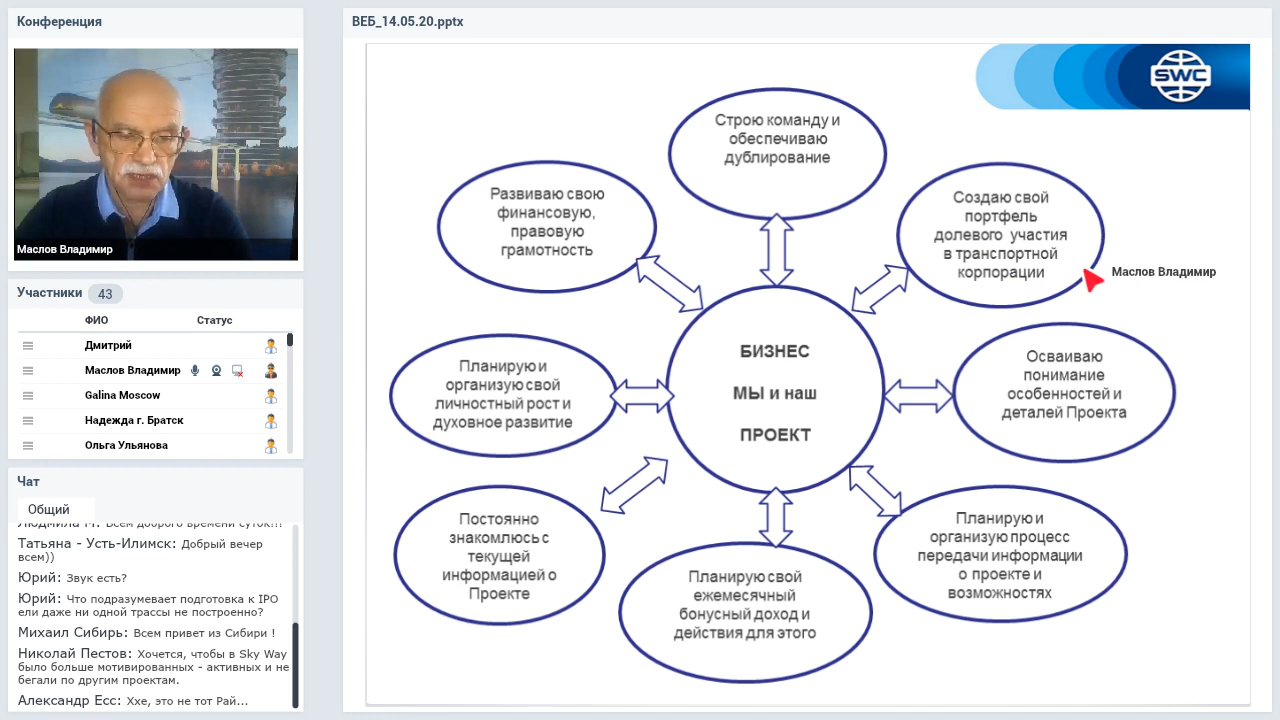 Конференция
Маслов Владимир
Участники 43
ФИО Статус
Дмитрий
Маслов Владимир
Galina Moscow
Надежда г. Братск
Ольга Ульянова
Чат
Общий
Людмила М: Всем доброго времени суток!!!
Татьяна - Усть-Илимск: Добрый вечер
всем))
Юрий: Звук есть?
Юрий: Что подразумевает подготовка к IPO
ели даже ни одной трассы не построенно?
Михаил Сибирь: Всем привет из Сибири !
Николай Пестов: Хочется, чтобы в Sky Way
было больше мотивированных - активных и не
бегали по другим проектам.
Александр Есс: Ххе, это не тот Рай...
ВЕБ_14.05.20.pptx
SWC
Строю команду и
обеспечиваю
дублирование
Развиваю свою
финансовую,
правовую
грамотность
Создаю свой
портфель
долевого участия
в транспортной
корпорации
Маслов Владимир
БИЗНЕС
МЫ и наш
ПРОЕКТ
Планирую и
организую свой
личностный рост и
духовное развитие
Осваиваю
понимание
особенностей и
деталей Проекта
Постоянно
знакомлюсь с
текущей
информацией о
Проекте
Планирую свой
ежемесячный
бонусный доход и
действия для этого
Планирую и
организую процесс
передачи информации
о проекте и
возможностях